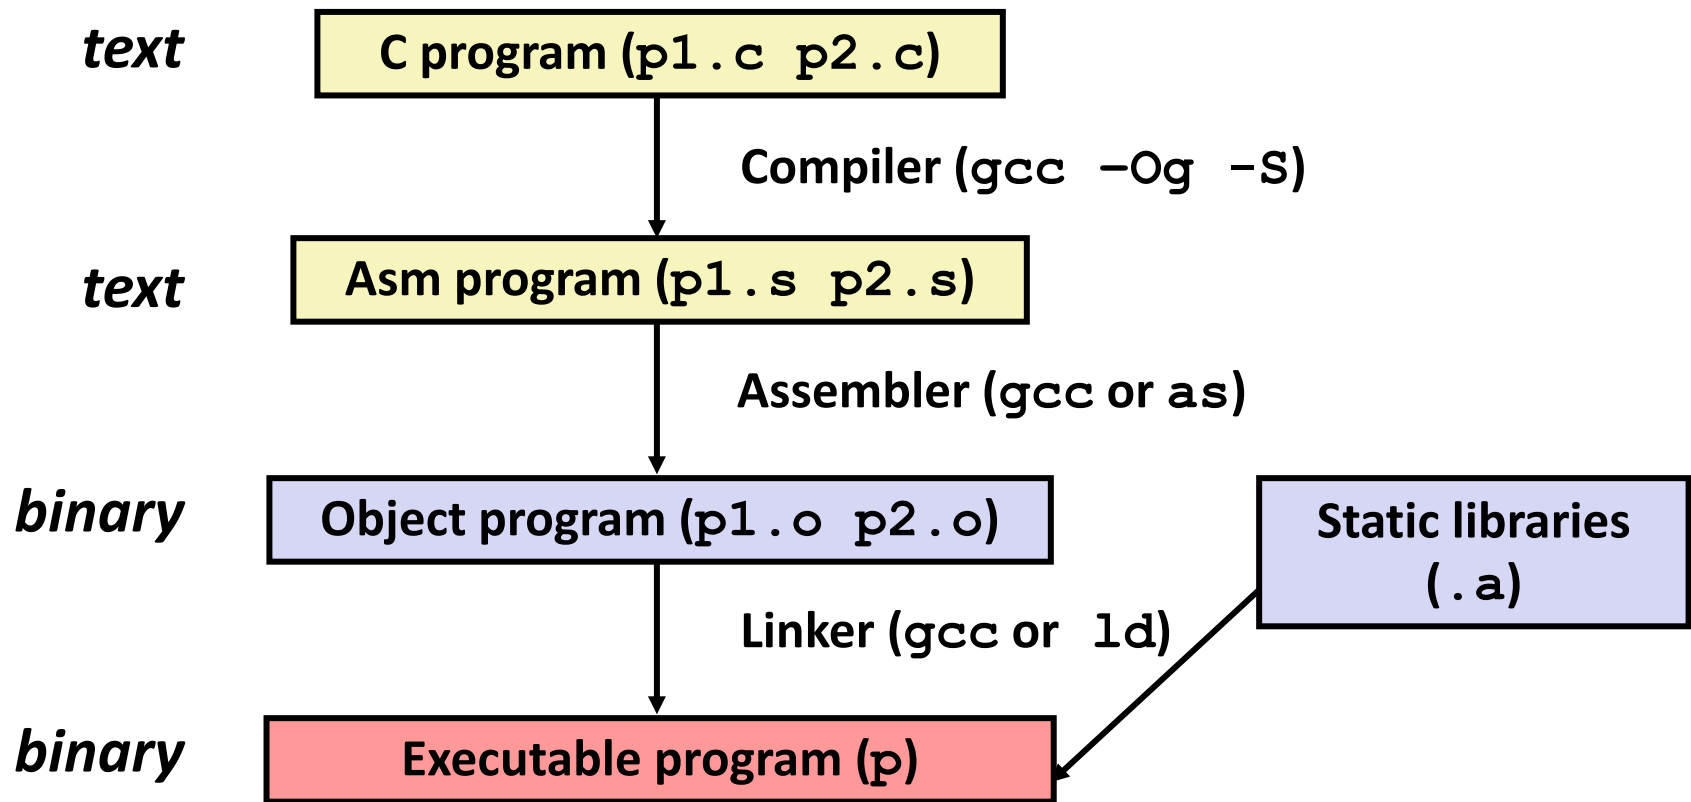 text
C program (p1.c p2.c)
Compiler (gcc –Og -S)
text
Asm program (p1.s p2.s)
Assembler (gcc or as)
binary
Object program (p1.o p2.o)
Static libraries
(.a)
Linker (gcc or ld)
binary
Executable program (p)